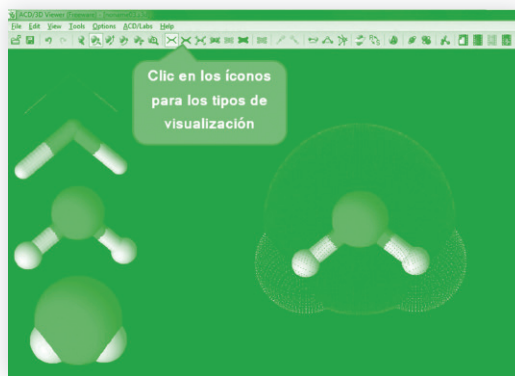 ACD/3D Viewer (Freeware)
File Edit View Tools Options ACD/Labs Help
Clic en los íconos
para los tipos de
visualización